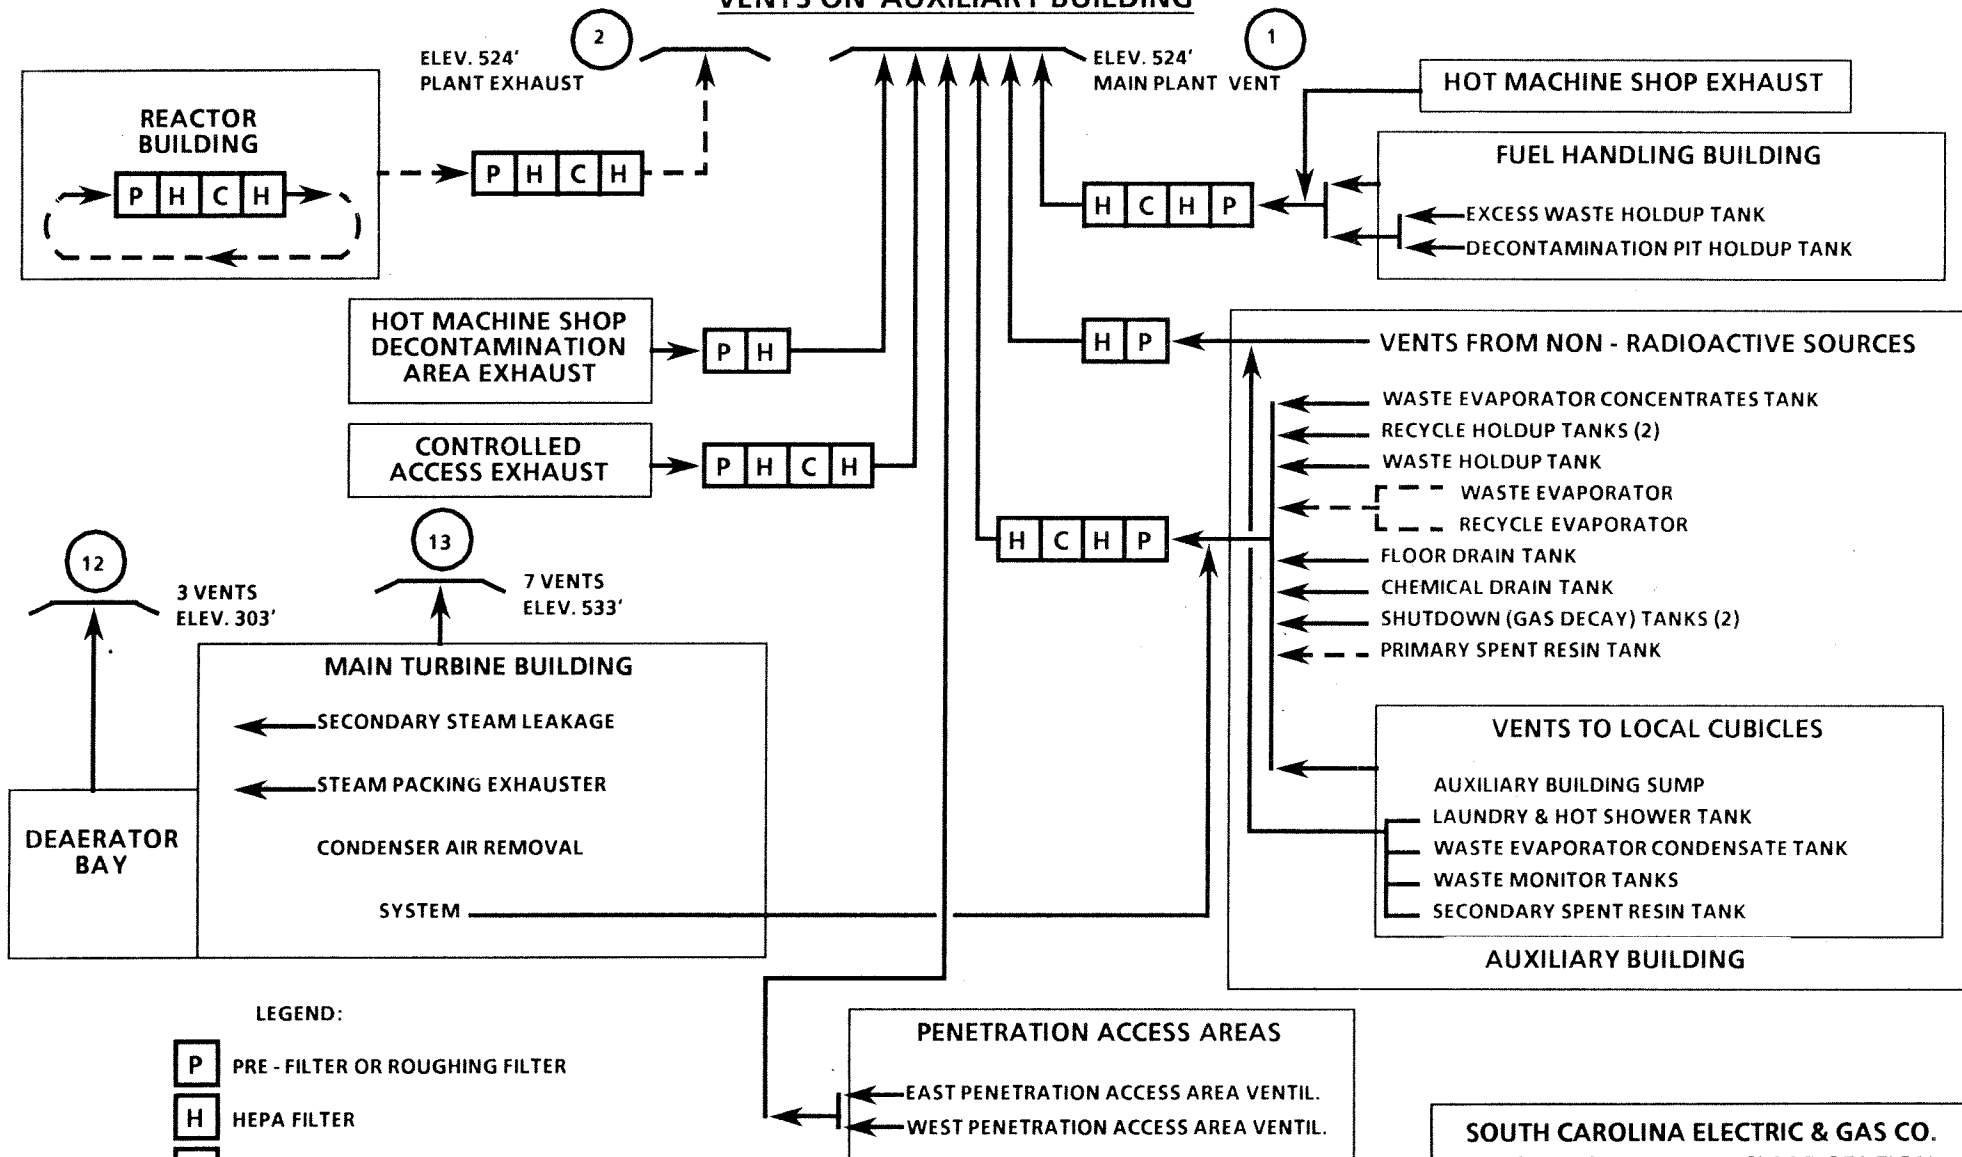 VENTS ON AUXILIARY BUILDING
2
ELEV. 524'
PLANT EXHAUST
ELEV. 524'
MAIN PLANT VENT
1
REACTOR
BUILDING
P H C H
P H C H
HOT MACHINE SHOP EXHAUST
FUEL HANDLING BUILDING
EXCESS WASTE HOLDUP TANK
DECONTAMINATION PIT HOLDUP TANK
H C H P
HOT MACHINE SHOP
DECONTAMINATION
AREA EXHAUST
P H
H P
VENTS FROM NON - RADIOACTIVE SOURCES
WASTE EVAPORATOR CONCENTRATES TANK
RECYCLE HOLDUP TANKS (2)
WASTE HOLDUP TANK
WASTE EVAPORATOR
RECYCLE EVAPORATOR
FLOOR DRAIN TANK
CHEMICAL DRAIN TANK
SHUTDOWN (GAS DECAY) TANKS (2)
PRIMARY SPENT RESIN TANK
CONTROLLED
ACCESS EXHAUST
P H C H
H C H P
12
3 VENTS
ELEV. 303'
13
7 VENTS
ELEV. 533'
MAIN TURBINE BUILDING
SECONDARY STEAM LEAKAGE
STEAM PACKING EXHAUSTER
CONDENSER AIR REMOVAL
SYSTEM
DEAERATOR
BAY
VENTS TO LOCAL CUBICLES
AUXILIARY BUILDING SUMP
LAUNDRY & HOT SHOWER TANK
WASTE EVAPORATOR CONDENSATE TANK
WASTE MONITOR TANKS
SECONDARY SPENT RESIN TANK
AUXILIARY BUILDING
LEGEND:
P PRE - FILTER OR ROUGHING FILTER
H HEPA FILTER
PENETRATION ACCESS AREAS
EAST PENETRATION ACCESS AREA VENTIL.
WEST PENETRATION ACCESS AREA VENTIL.
SOUTH CAROLINA ELECTRIC & GAS CO.